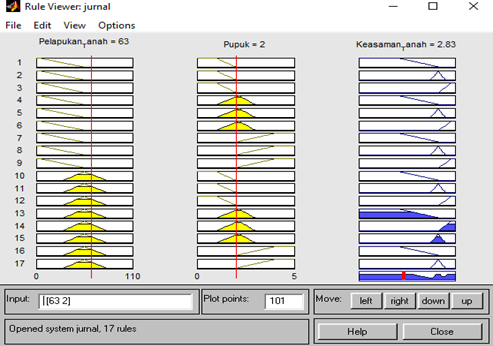 Rule Viewer: jurnal
File Edit View Options
Pelapukan_Tanah = 63 Pupuk = 2 Keasaman_Tanah = 2.83
1
2
3
4
5
6
7
8
9
10
11
12
13
14
15
16
17
0 110 0 5
Input: [63 2] Plot points: 101 Move: left right down up
Opened system jurnal, 17 rules Help Close